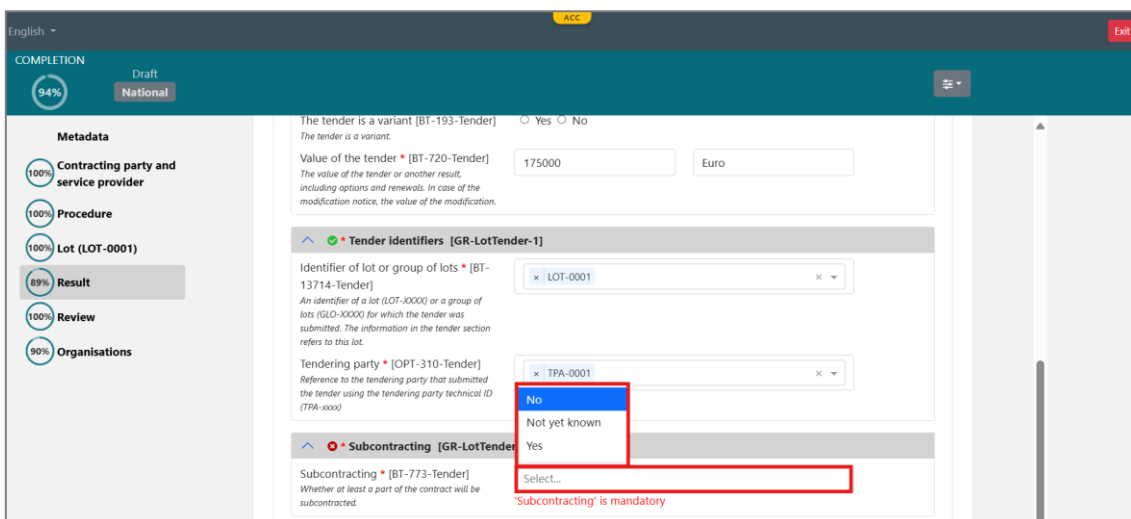 ACC
English
Exit
COMPLETION
94%
Draft
National
Metadata
100% Contracting party and
service provider
100% Procedure
100% Lot (LOT-0001)
89% Result
100% Review
90% Organisations
The tender is a variant [BT-193-Tender]
Yes No
The tender is a variant.
Value of the tender * [BT-720-Tender]
175000
Euro
The value of the tender or another result,
including options and renewals. In case of the
modification notice, the value of the modification.
* Tender identifiers [GR-LotTender-1]
Identifier of lot or group of lots * [BT-
13714-Tender]
× LOT-0001
An identifier of a lot (LOT-XXXX) or a group of
lots (GLO-XXXX) for which the tender was
submitted. The information in the tender section
refers to this lot.
Tendering party * [OPT-310-Tender]
× TPA-0001
Reference to the tendering party that submitted
the tender using the tendering party technical ID
(TPA-xxxx)
No
Not yet known
Yes
* Subcontracting [GR-LotTender
Subcontracting * [BT-773-Tender]
Select...
Whether at least a part of the contract will be
subcontracted.
'Subcontracting' is mandatory